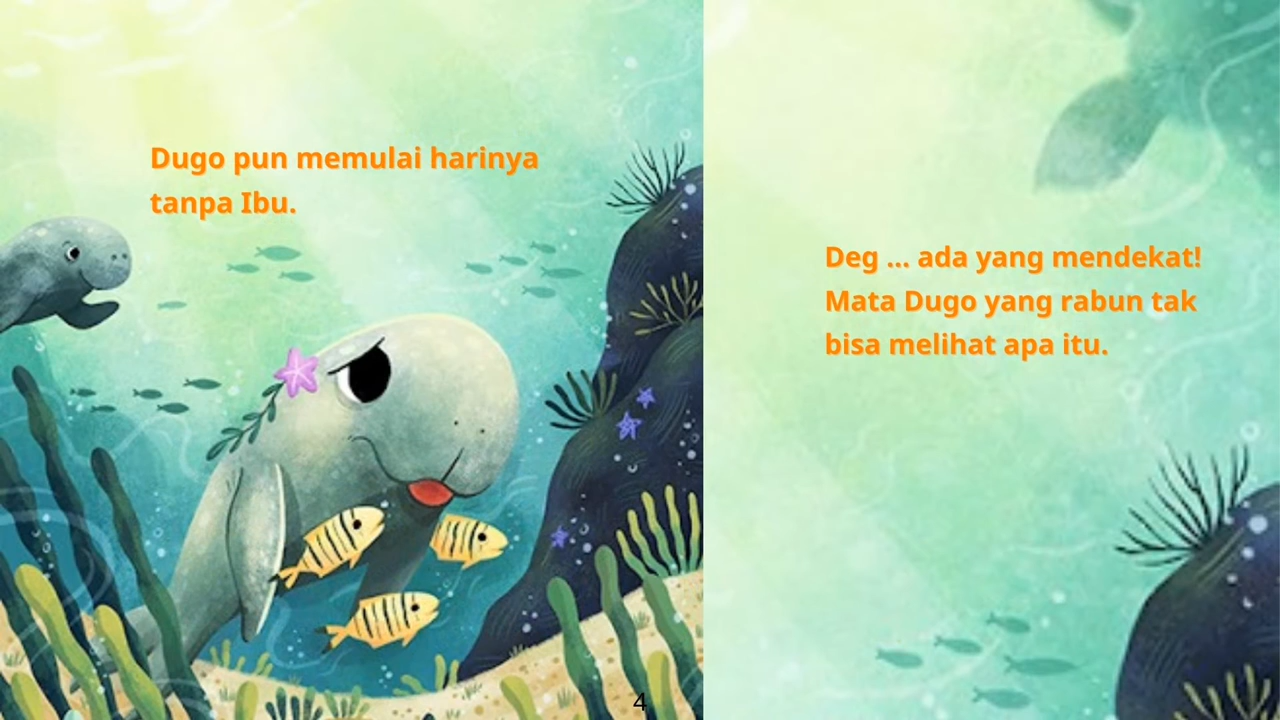 Dugo pun memulai harinya
tanpa Ibu.
4
Deg ... ada yang mendekat!
Mata Dugo yang rabun tak
bisa melihat apa itu.